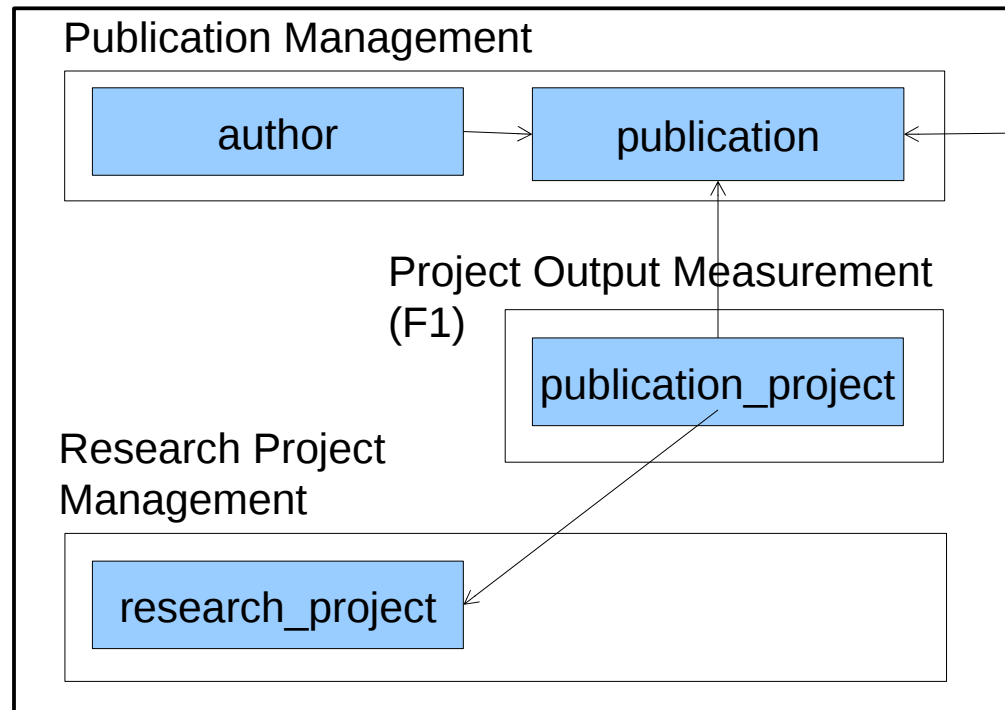 Publication Management
author
publication
Project Output Measurement
(F1)
publication_project
Research Project
Management
research_project